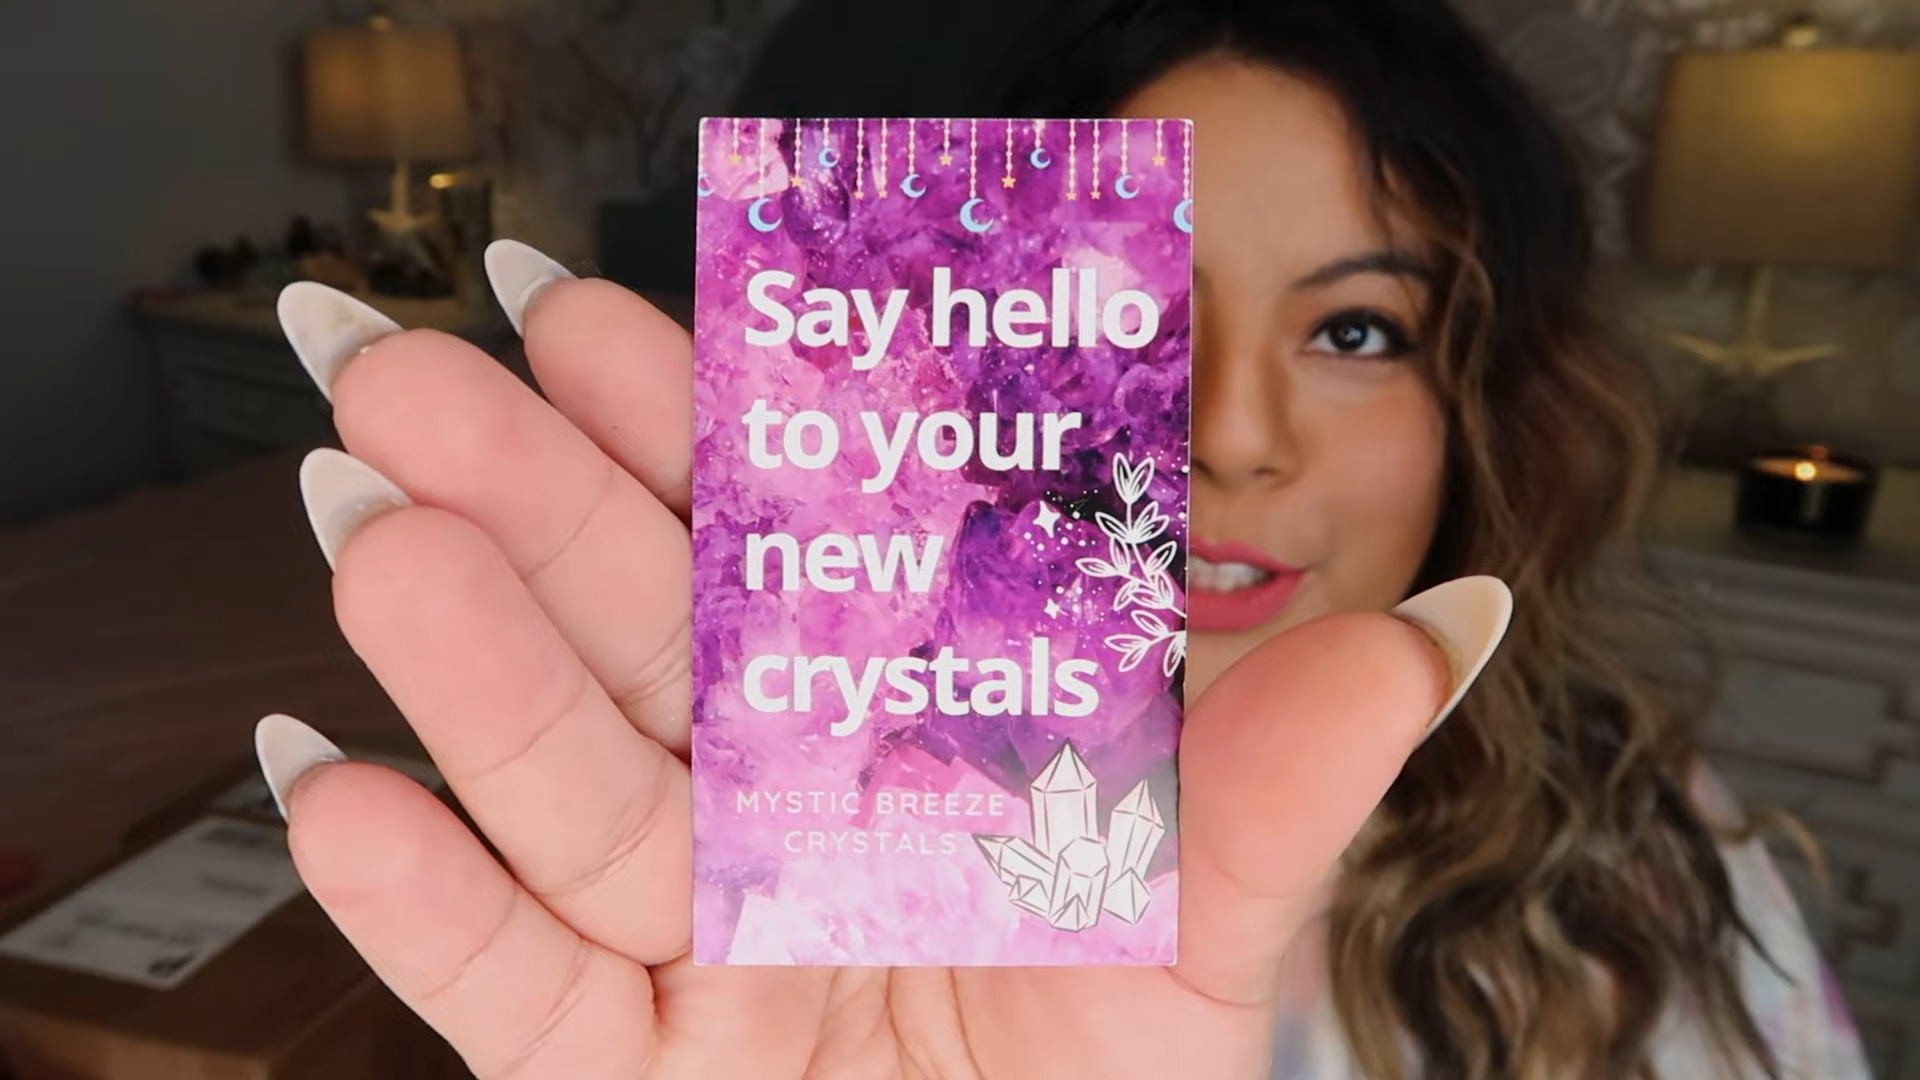 Say hello
to your
new
crystals
MYSTIC BREEZE
CRYSTALS